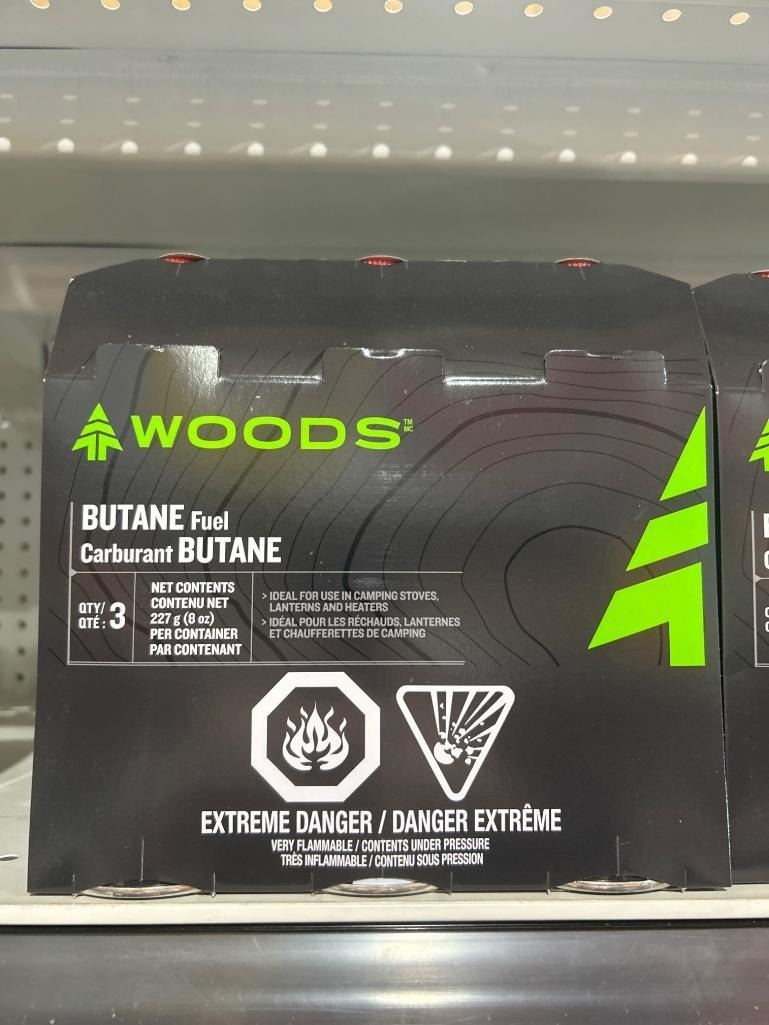 WOODS™ MC
BUTANE Fuel
Carburant BUTANE
QTY/
QTÉ : 3
NET CONTENTS
CONTENU NET
227 g (8 oz)
PER CONTAINER
PAR CONTENANT
> IDEAL FOR USE IN CAMPING STOVES,
LANTERNS AND HEATERS
> IDÉAL POUR LES RÉCHAUDS, LANTERNES
ET CHAUFFERETTES DE CAMPING
EXTREME DANGER / DANGER EXTRÊME
VERY FLAMMABLE / CONTENTS UNDER PRESSURE
TRÈS INFLAMMABLE / CONTENU SOUS PRESSION